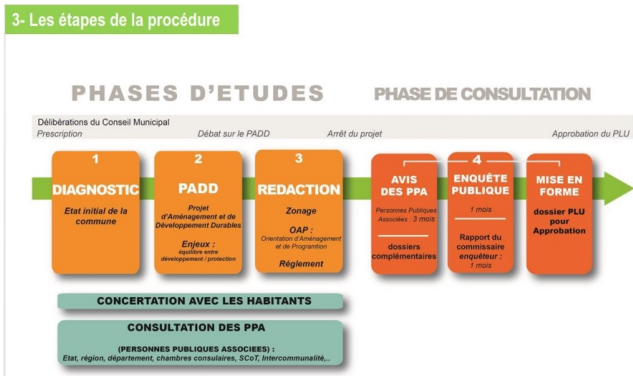 3- Les étapes de la procédure
PHASES D'ETUDES
PHASE DE CONSULTATION
Délibérations du Conseil Municipal
Prescription
Débat sur le PADD
Arrêt du projet
Approbation du PLU
1
DIAGNOSTIC
Etat initial de la
commune
2
PADD
Projet
d'Aménagement et de
Développement Durables
Enjeux :
équilibre entre
développement / protection
3
REDACTION
Zonage
OAP :
Orientation d'Aménagement
et de Programtion
Réglement
4
AVIS
DES PPA
Personnes Publiques
Associées : 3 mois
dossiers
complémentaires
ENQUÊTE
PUBLIQUE
1 mois
Rapport du
commissaire
enquêteur :
1 mois
MISE EN
FORME
dossier PLU
pour
Approbation
CONCERTATION AVEC LES HABITANTS
CONSULTATION DES PPA
(PERSONNES PUBLIQUES ASSOCIEES) :
Etat, région, département, chambres consulaires, SCoT, Intercommunalité,..